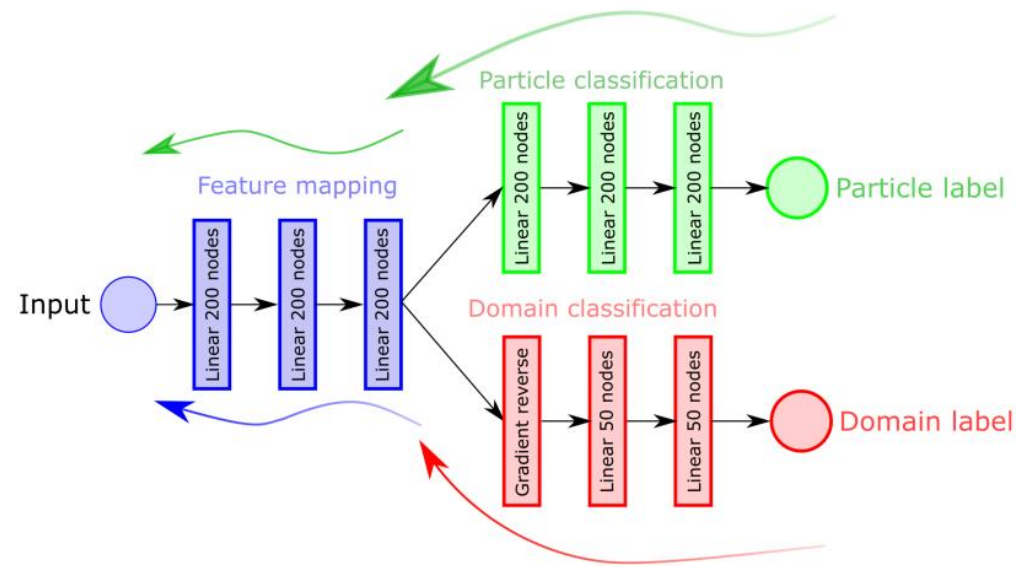 Particle classification
Linear 200 nodes
Linear 200 nodes
Linear 200 nodes
Particle label
Feature mapping
Input
Linear 200 nodes
Linear 200 nodes
Linear 200 nodes
Domain classification
Gradient reverse
Linear 50 nodes
Linear 50 nodes
Domain label